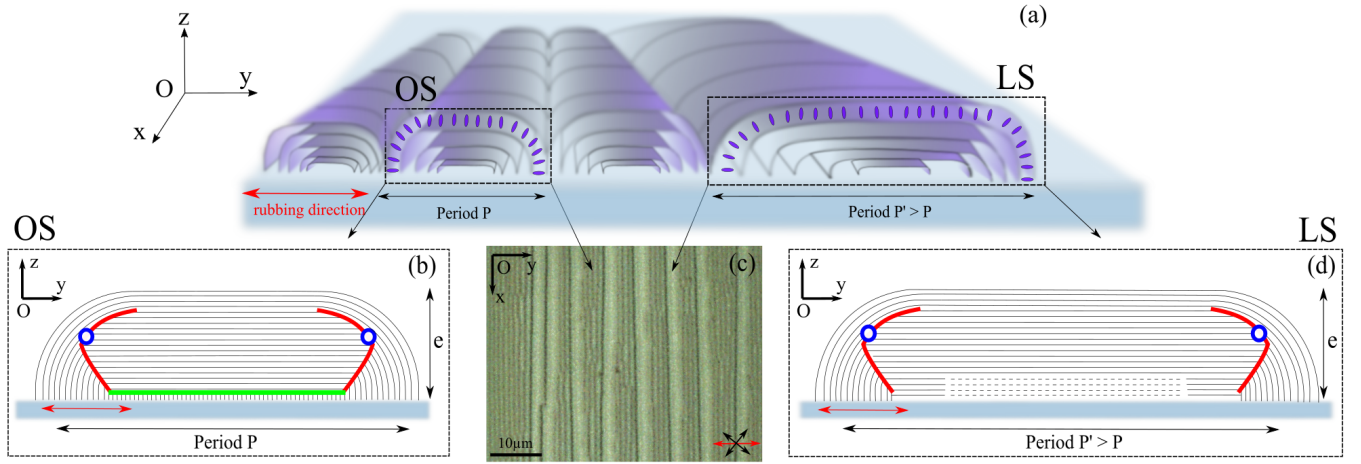 (a)
z
O
y
x
OS
LS
rubbing direction
Period P
Period P' > P
OS
(b)
z
O
y
e
Period P
(c)
O
y
x
10µm
LS
(d)
z
O
y
e
Period P' > P